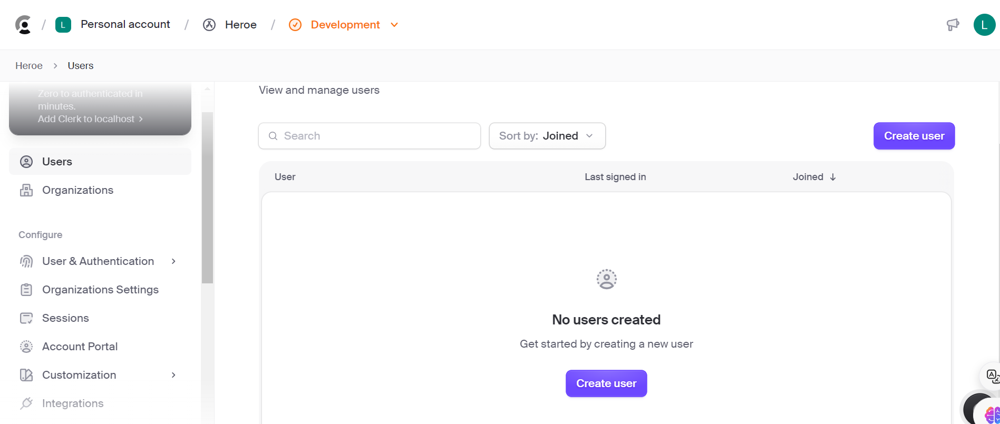 / L Personal account / Heroe / Development L
Heroe > Users
Zero to authenticated in
minutes.
Add Clerk to localhost >
Users
Organizations
Configure
User & Authentication
Organizations Settings
Sessions
Account Portal
Customization
Integrations
View and manage users
Search
Sort by: Joined
Create user
User Last signed in Joined ↓
No users created
Get started by creating a new user
Create user